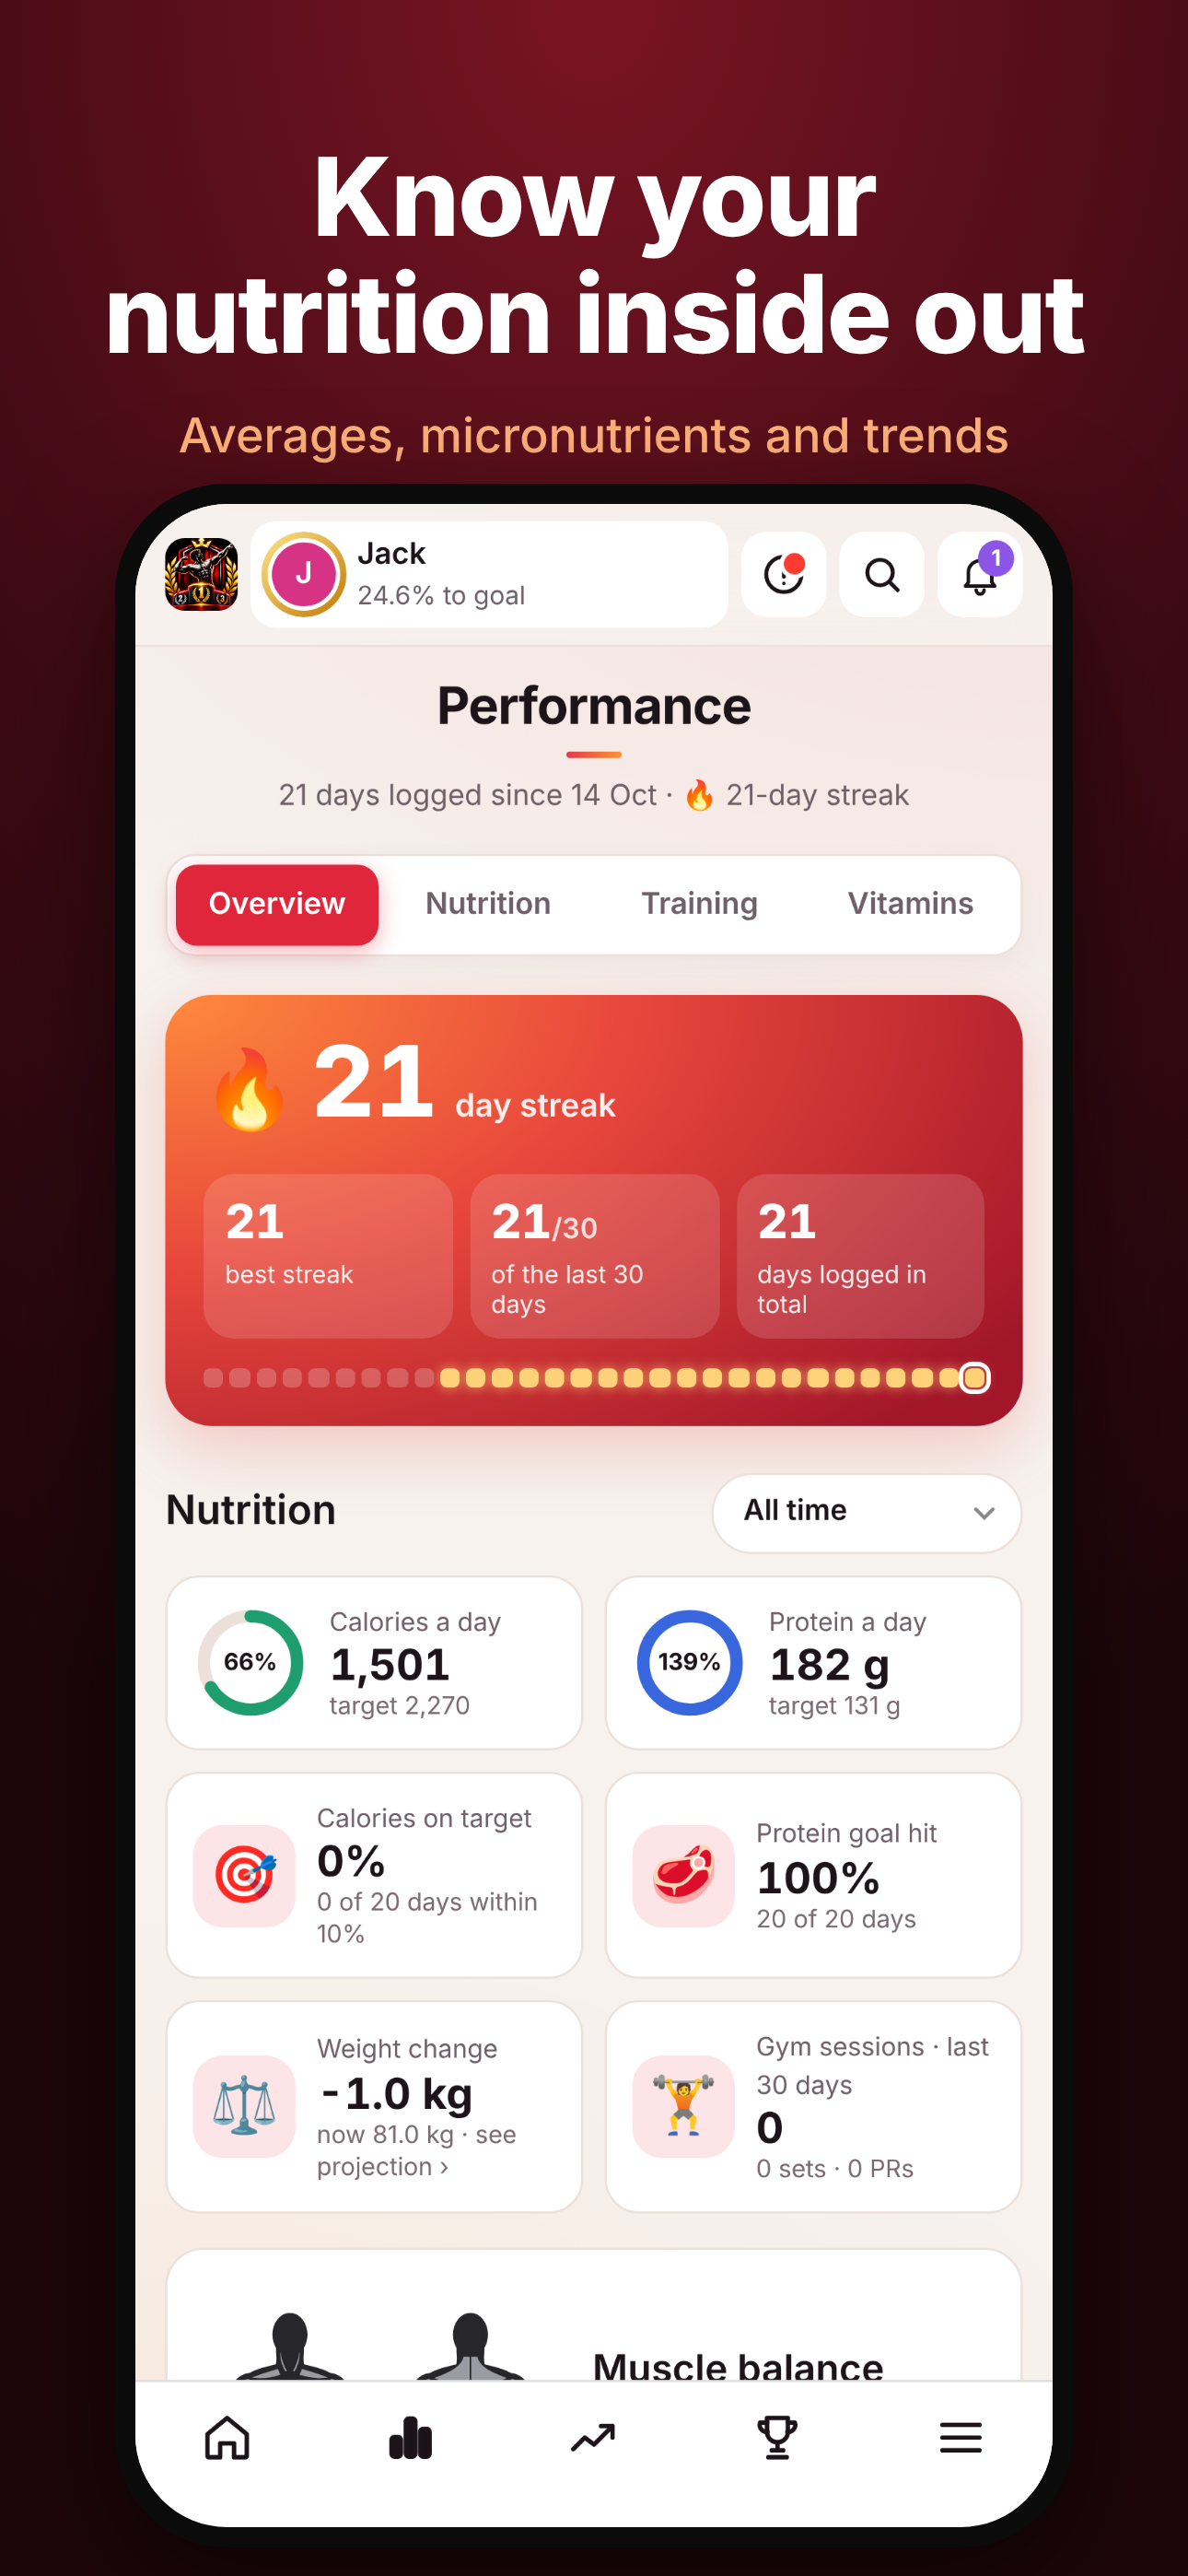 Know your
nutrition inside out
Averages, micronutrients and trends
J
Jack
24.6% to goal
1
Performance
21 days logged since 14 Oct · 🔥 21-day streak
Overview
Nutrition
Training
Vitamins
🔥 21 day streak
21
best streak
21/30
of the last 30
days
21
days logged in
total
Nutrition
All time
66%
Calories a day
1,501
target 2,270
139%
Protein a day
182 g
target 131 g
Calories on target
0%
0 of 20 days within
10%
Protein goal hit
100%
20 of 20 days
Weight change
-1.0 kg
now 81.0 kg · see
projection ›
Gym sessions · last
30 days
0
0 sets · 0 PRs
Muscle balance